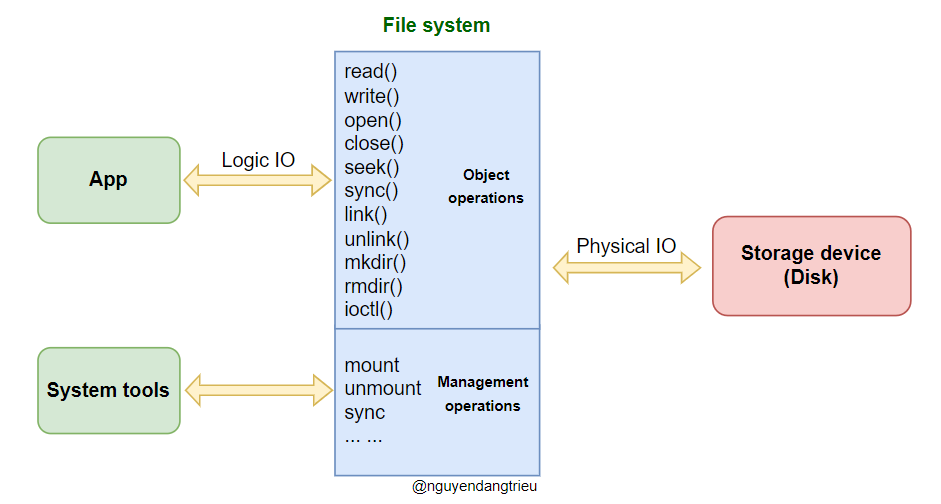 File system
read()
write()
open()
close()
seek()
sync()
link()
unlink()
mkdir()
rmdir()
ioctl()
Object
operations
App
Logic IO
Physical IO
Storage device
(Disk)
System tools
mount
unmount
sync
... ...
Management
operations
@nguyendangtrieu